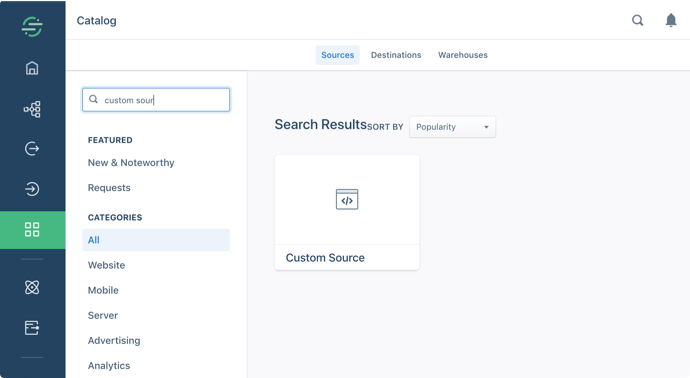 Catalog
Sources Destinations Warehouses
custom sour
FEATURED
New & Noteworthy
Requests
CATEGORIES
All
Website
Mobile
Server
Advertising
Analytics
Search Results SORT BY Popularity
</>
Custom Source